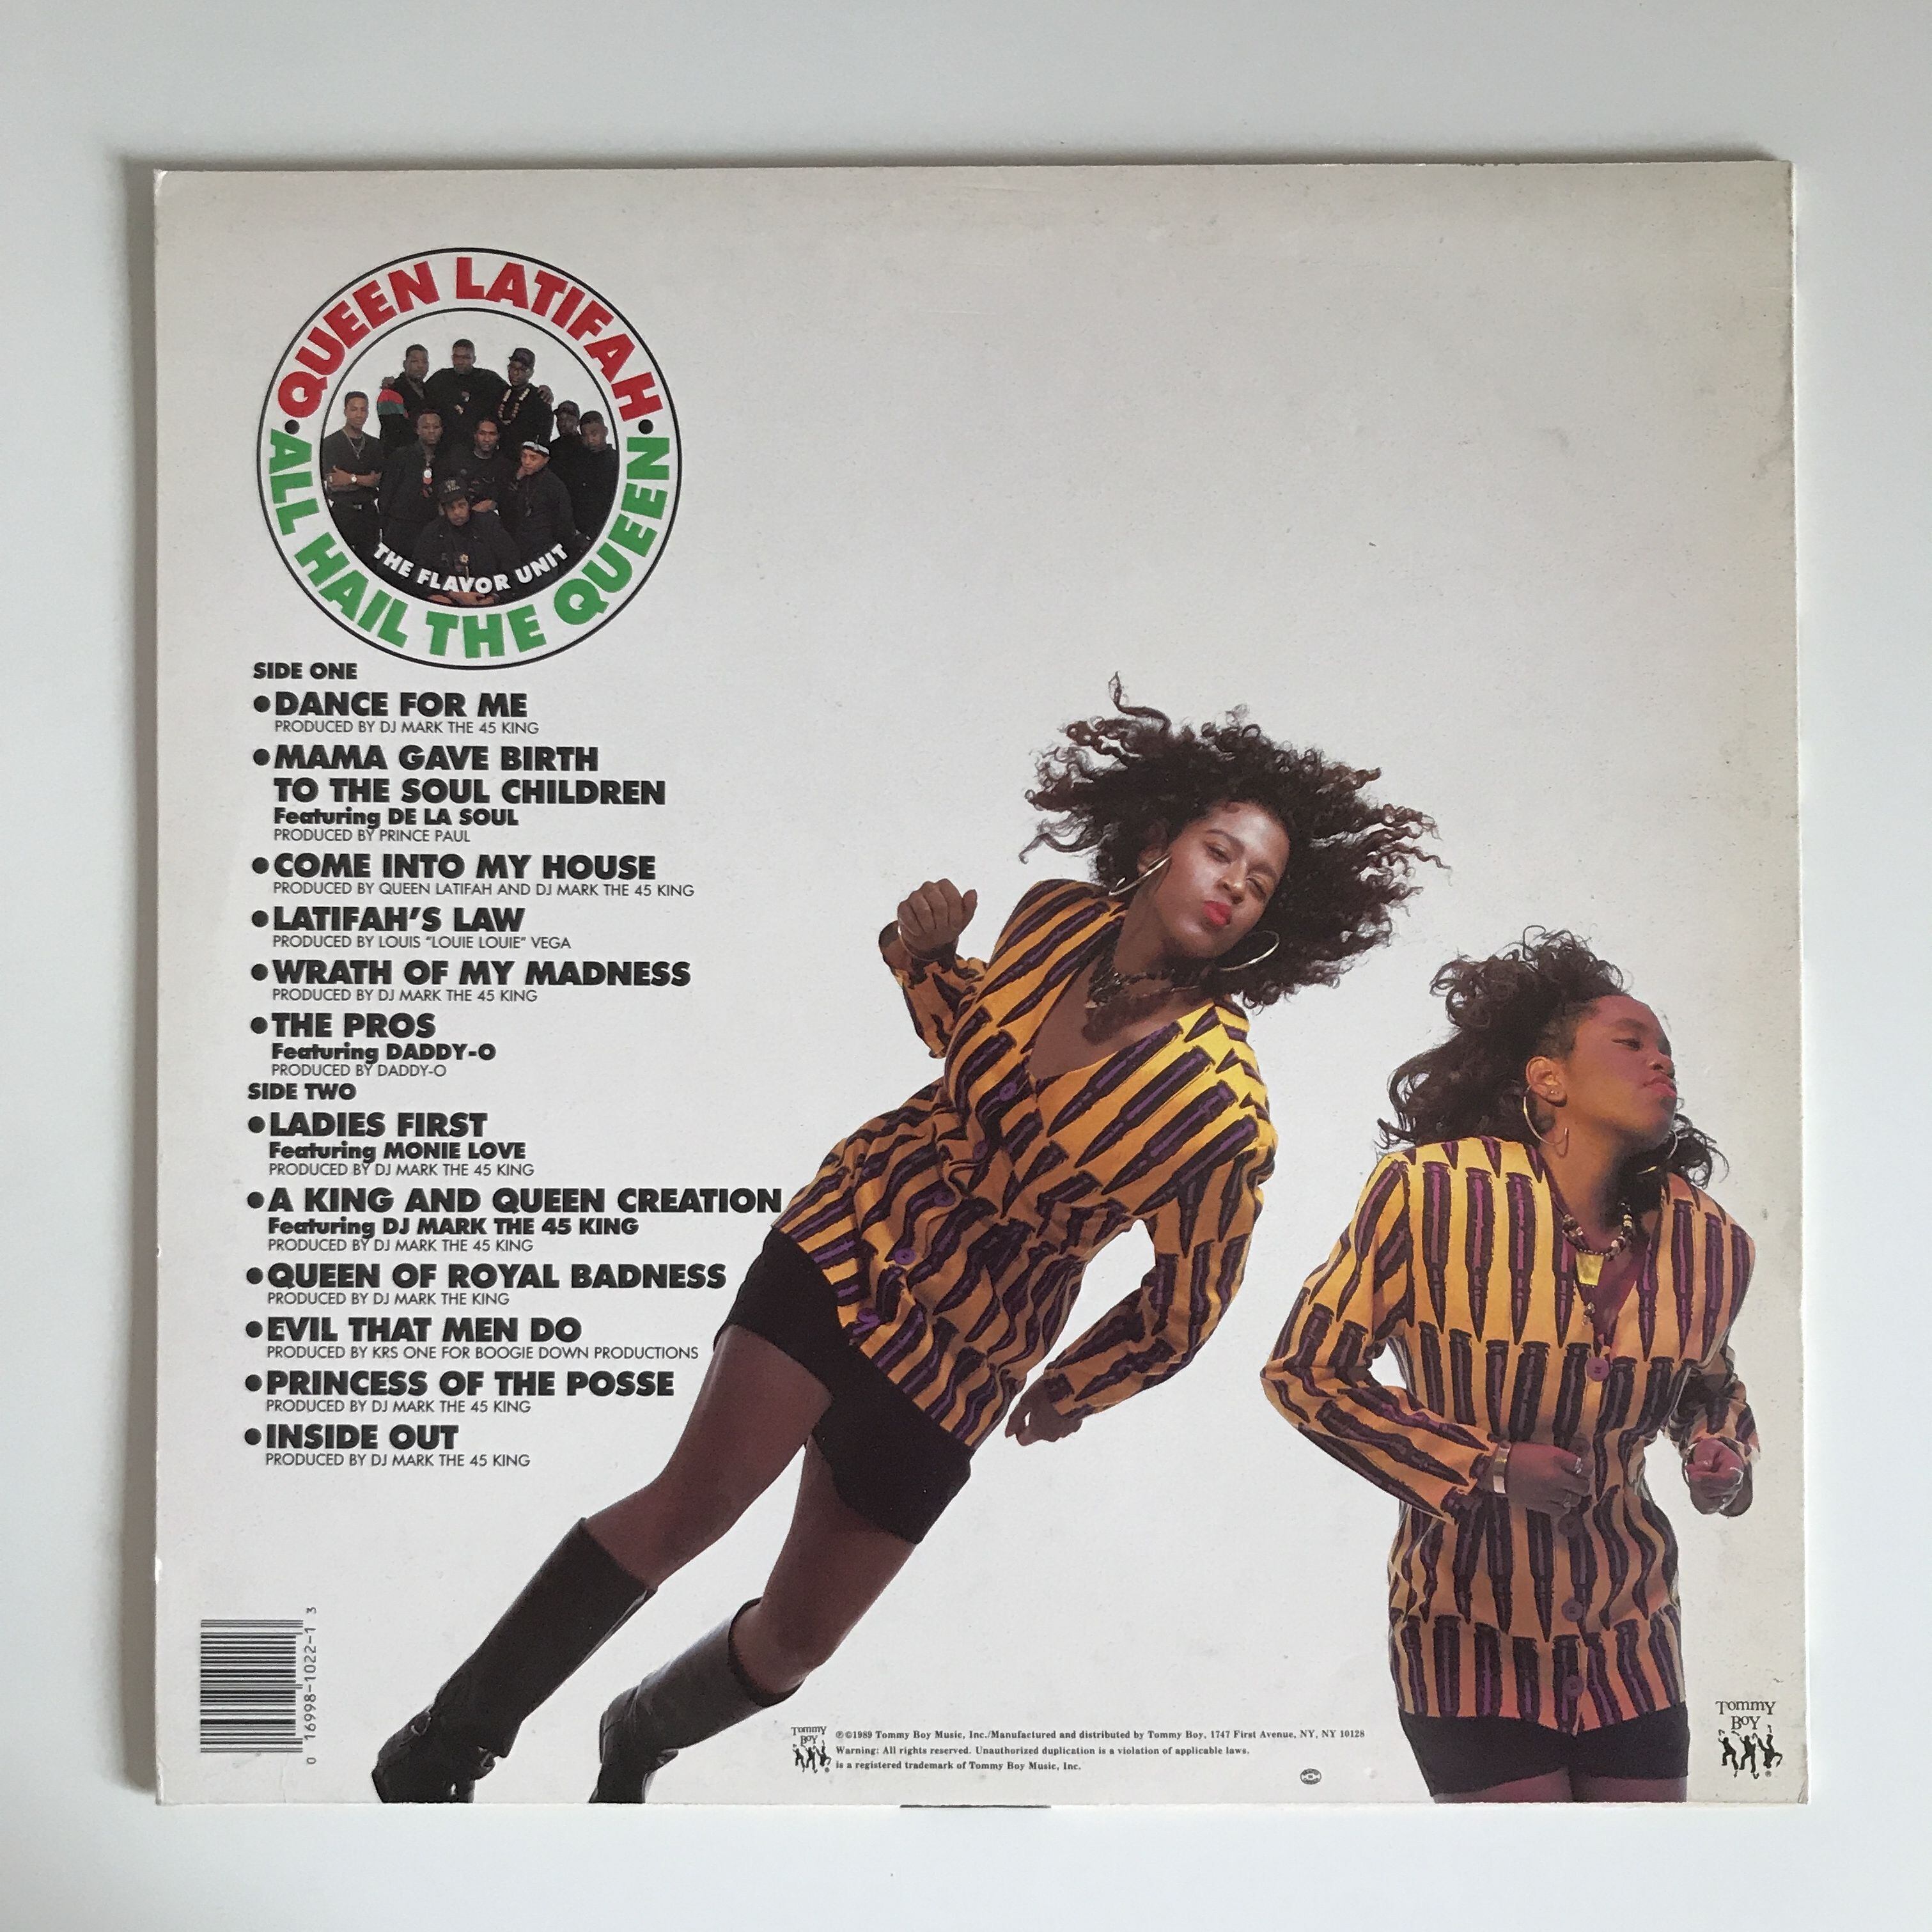 QUEEN LATIFAH
ALL HAIL THE QUEEN
THE FLAVOR UNIT
SIDE ONE
●DANCE FOR ME
PRODUCED BY DJ MARK THE 45 KING
●MAMA GAVE BIRTH
TO THE SOUL CHILDREN
Featuring DE LA SOUL
PRODUCED BY PRINCE PAUL
●COME INTO MY HOUSE
PRODUCED BY QUEEN LATIFAH AND DJ MARK THE 45 KING
●LATIFAH'S LAW
PRODUCED BY LOUIS "LOUIE LOUIE" VEGA
●WRATH OF MY MADNESS
PRODUCED BY DJ MARK THE 45 KING
●THE PROS
Featuring DADDY-O
PRODUCED BY DADDY-O
SIDE TWO
●LADIES FIRST
Featuring MONIE LOVE
PRODUCED BY DJ MARK THE 45 KING
●A KING AND QUEEN CREATION
Featuring DJ MARK THE 45 KING
PRODUCED BY DJ MARK THE 45 KING
●QUEEN OF ROYAL BADNESS
PRODUCED BY DJ MARK THE KING
●EVIL THAT MEN DO
PRODUCED BY KRS ONE FOR BOOGIE DOWN PRODUCTIONS
●PRINCESS OF THE POSSE
PRODUCED BY DJ MARK THE 45 KING
●INSIDE OUT
PRODUCED BY DJ MARK THE 45 KING
0 16998-1022-1 3
Tommy
BOY
®
℗©1989 Tommy Boy Music, Inc./Manufactured and distributed by Tommy Boy, 1747 First Avenue, NY, NY 10128
Warning: All rights reserved. Unauthorized duplication is a violation of applicable laws.
is a registered trademark of Tommy Boy Music, Inc.
Tommy
BOY
®